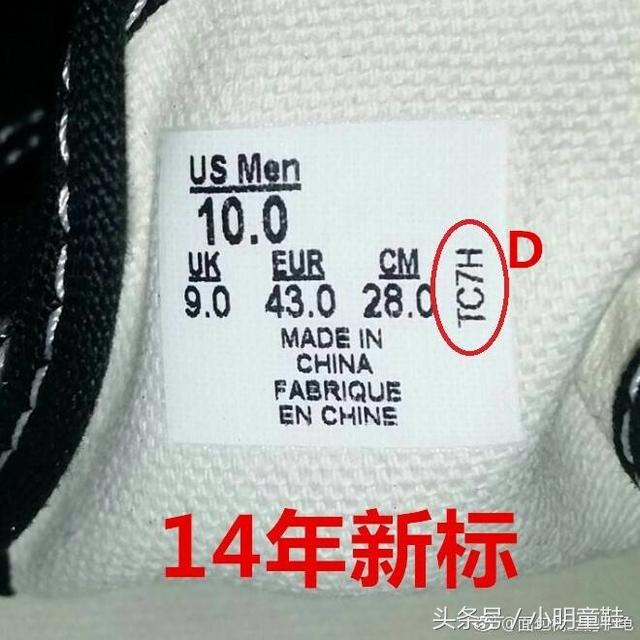 US Men
10.0
UK EUR CM
9.0 43.0 28.0
TC7H
D
MADE IN
CHINA
FABRIQUE
EN CHINE
14年新标
头条号 / 小明童鞋